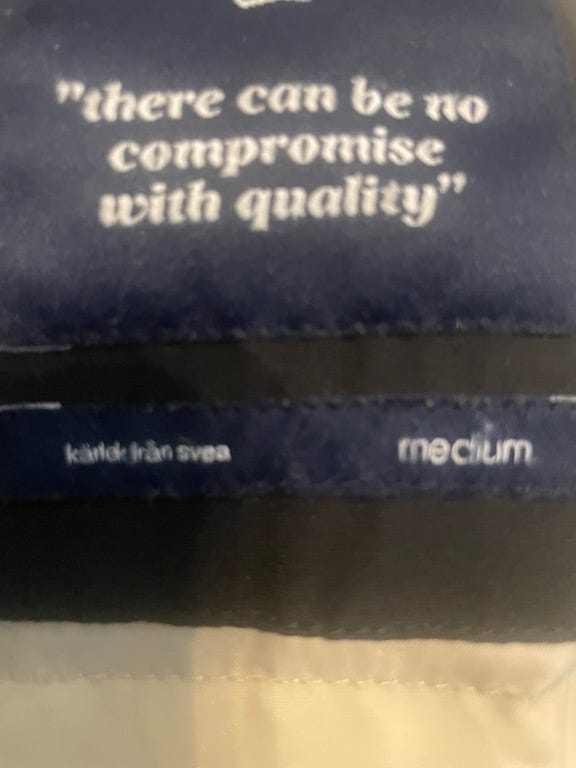 "there can be no
compromise
with quality"
kärlek från svea
medium